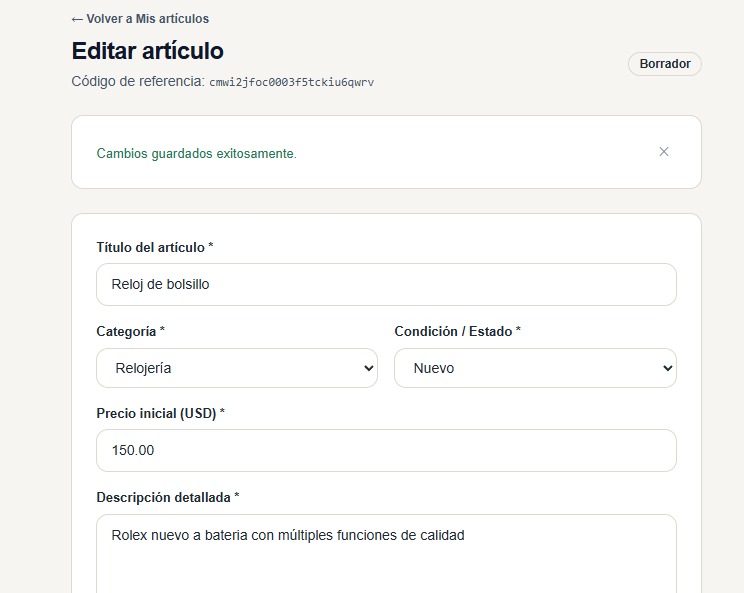 ← Volver a Mis artículos
Editar artículo
Código de referencia: cmwi2jfoc0003f5tckiu6qwrv
Borrador
Cambios guardados exitosamente.
×
Título del artículo *
Reloj de bolsillo
Categoría *
Condición / Estado *
Relojería
Nuevo
Precio inicial (USD) *
150.00
Descripción detallada *
Rolex nuevo a bateria con múltiples funciones de calidad